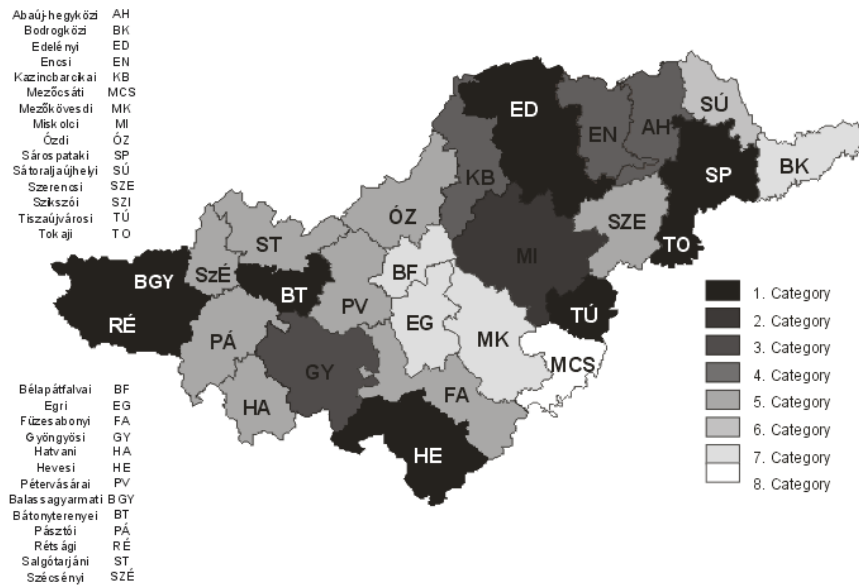 Abaúj-hegyközi AH
Bodrogközi BK
Edelényi ED
Encsi EN
Kazincbarcikai KB
Mezőcsáti MCS
Mezőkövesdi MK
Miskolci MI
Ózdi ÓZ
Sárospataki SP
Sátoraljaújhelyi SÚ
Szerencsi SZE
Szikszói SZI
Tiszaújvárosi TÚ
Tokaji TO
ED
EN
AH
SÚ
KB
SP
BK
ÓZ
SZE
ST
TO
MI
SzÉ
BGY
BT
BF
PV
TÚ
RÉ
EG
MK
PÁ
MCS
GY
FA
HA
HE
1. Category
2. Category
3. Category
4. Category
5. Category
6. Category
7. Category
8. Category
Bélapátfalvai BF
Egri EG
Füzesabonyi FA
Gyöngyösi GY
Hatvani HA
Hevesi HE
Pétervásárai PV
Balassagyarmati BGY
Bátonyterenyei BT
Pásztói PÁ
Rétsági RÉ
Salgótarjáni ST
Szécsényi SZÉ